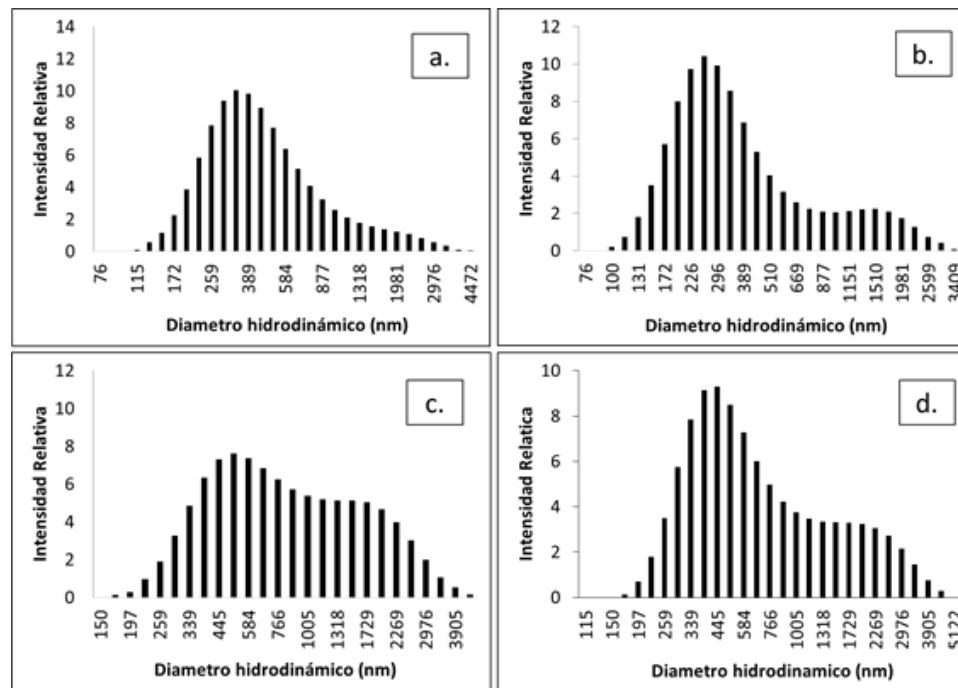 a.
Intensidad Relativa
14
12
10
8
6
4
2
0
76 115 172 259 389 584 877 1318 1981 2976 4472
Diametro hidrodinámico (nm)
b.
Intensidad Relativa
12
10
8
6
4
2
0
76 100 131 172 226 296 389 510 669 877 1151 1510 1981 2599 3409
Diametro hidrodinámico (nm)
c.
Intensidad Relativa
12
10
8
6
4
2
0
150 197 259 339 445 584 766 1005 1318 1729 2269 2976 3905
Diametro hidrodinámico (nm)
d.
Intensidad Relatica
10
8
6
4
2
0
115 150 197 259 339 445 584 766 1005 1318 1729 2269 2976 3905 5122
Diametro hidrodinamico (nm)